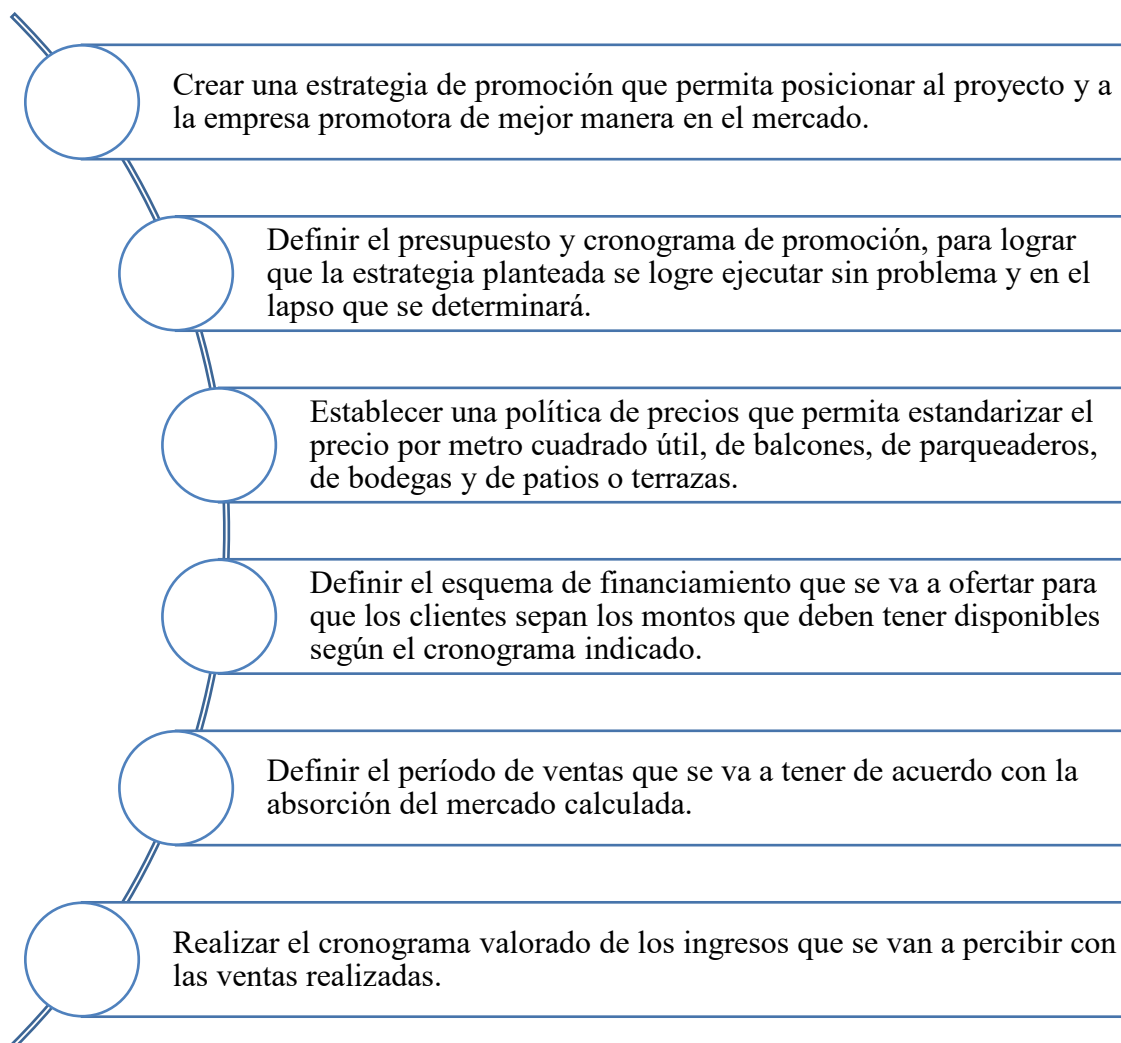 Crear una estrategia de promoción que permita posicionar al proyecto y a
la empresa promotora de mejor manera en el mercado.
Definir el presupuesto y cronograma de promoción, para lograr
que la estrategia planteada se logre ejecutar sin problema y en el
lapso que se determinará.
Establecer una política de precios que permita estandarizar el
precio por metro cuadrado útil, de balcones, de parqueaderos,
de bodegas y de patios o terrazas.
Definir el esquema de financiamiento que se va a ofertar para
que los clientes sepan los montos que deben tener disponibles
según el cronograma indicado.
Definir el período de ventas que se va a tener de acuerdo con la
absorción del mercado calculada.
Realizar el cronograma valorado de los ingresos que se van a percibir con
las ventas realizadas.